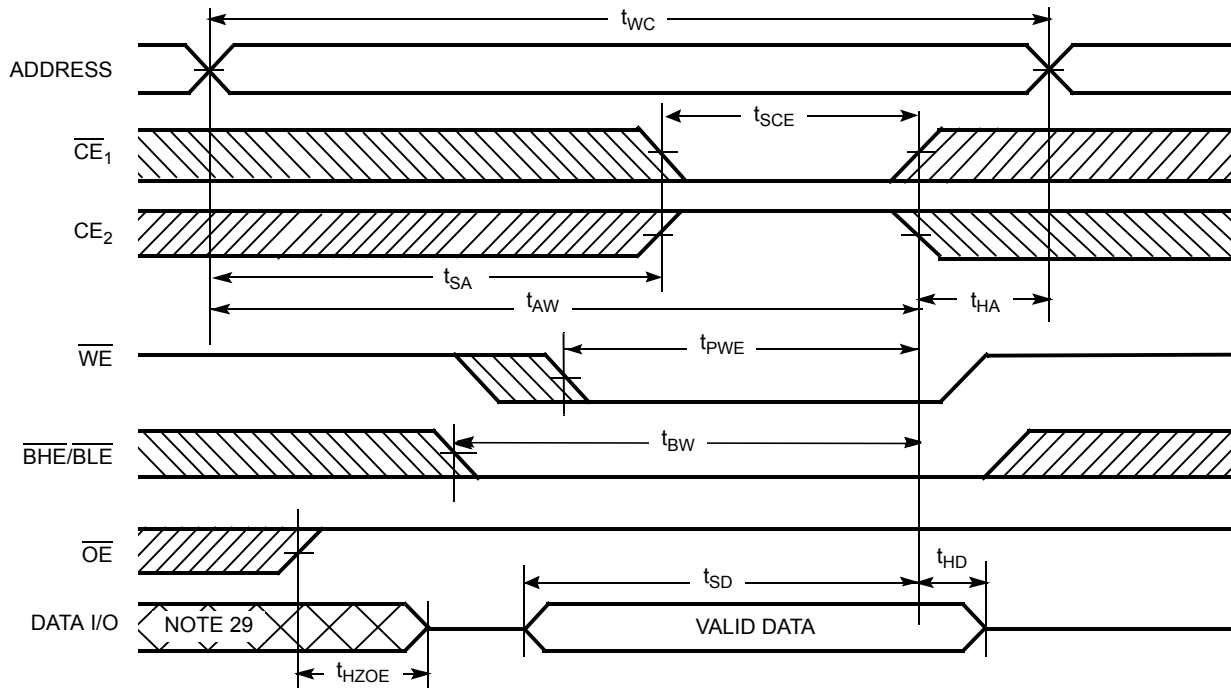 tWC
ADDRESS
tSCE
CE1
CE2
tSA
tAW
tHA
tPWE
WE
tBW
BHE/BLE
OE
tHD
tSD
DATA I/O
NOTE 29
VALID DATA
tHZOE